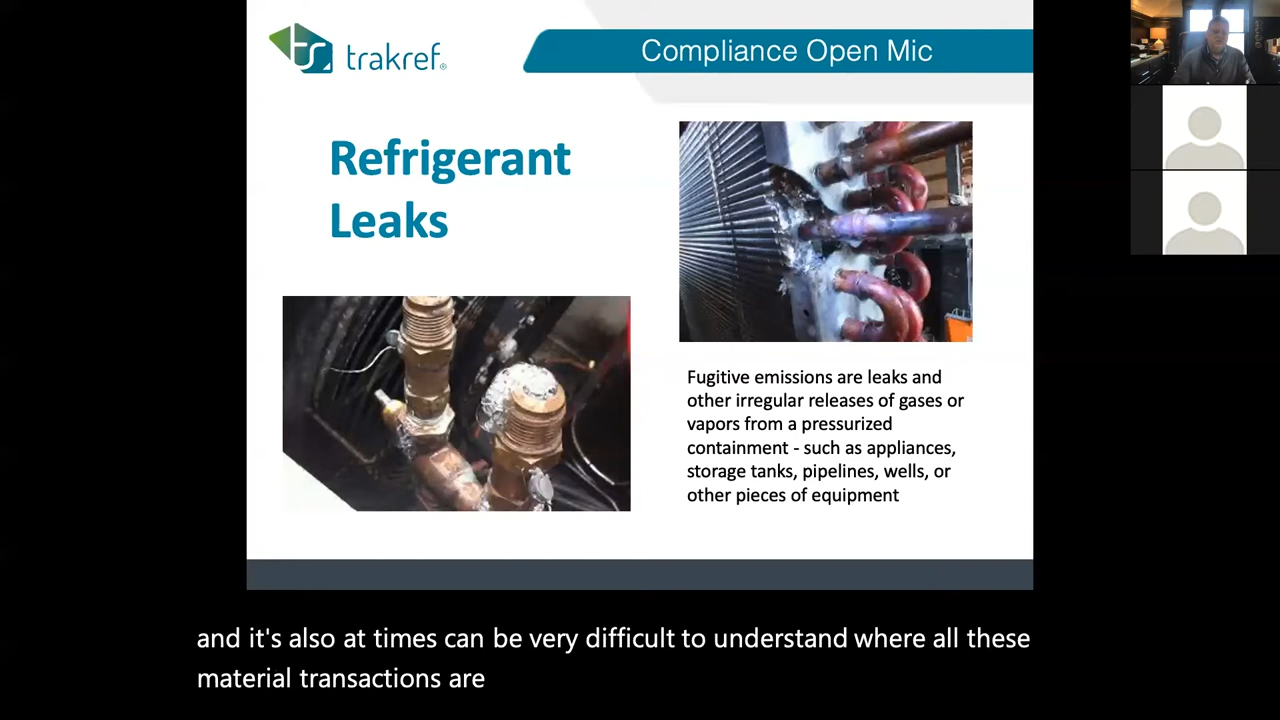 trakref®
Compliance Open Mic
Refrigerant
Leaks
Fugitive emissions are leaks and
other irregular releases of gases or
vapors from a pressurized
containment - such as appliances,
storage tanks, pipelines, wells, or
other pieces of equipment
and it's also at times can be very difficult to understand where all these
material transactions are